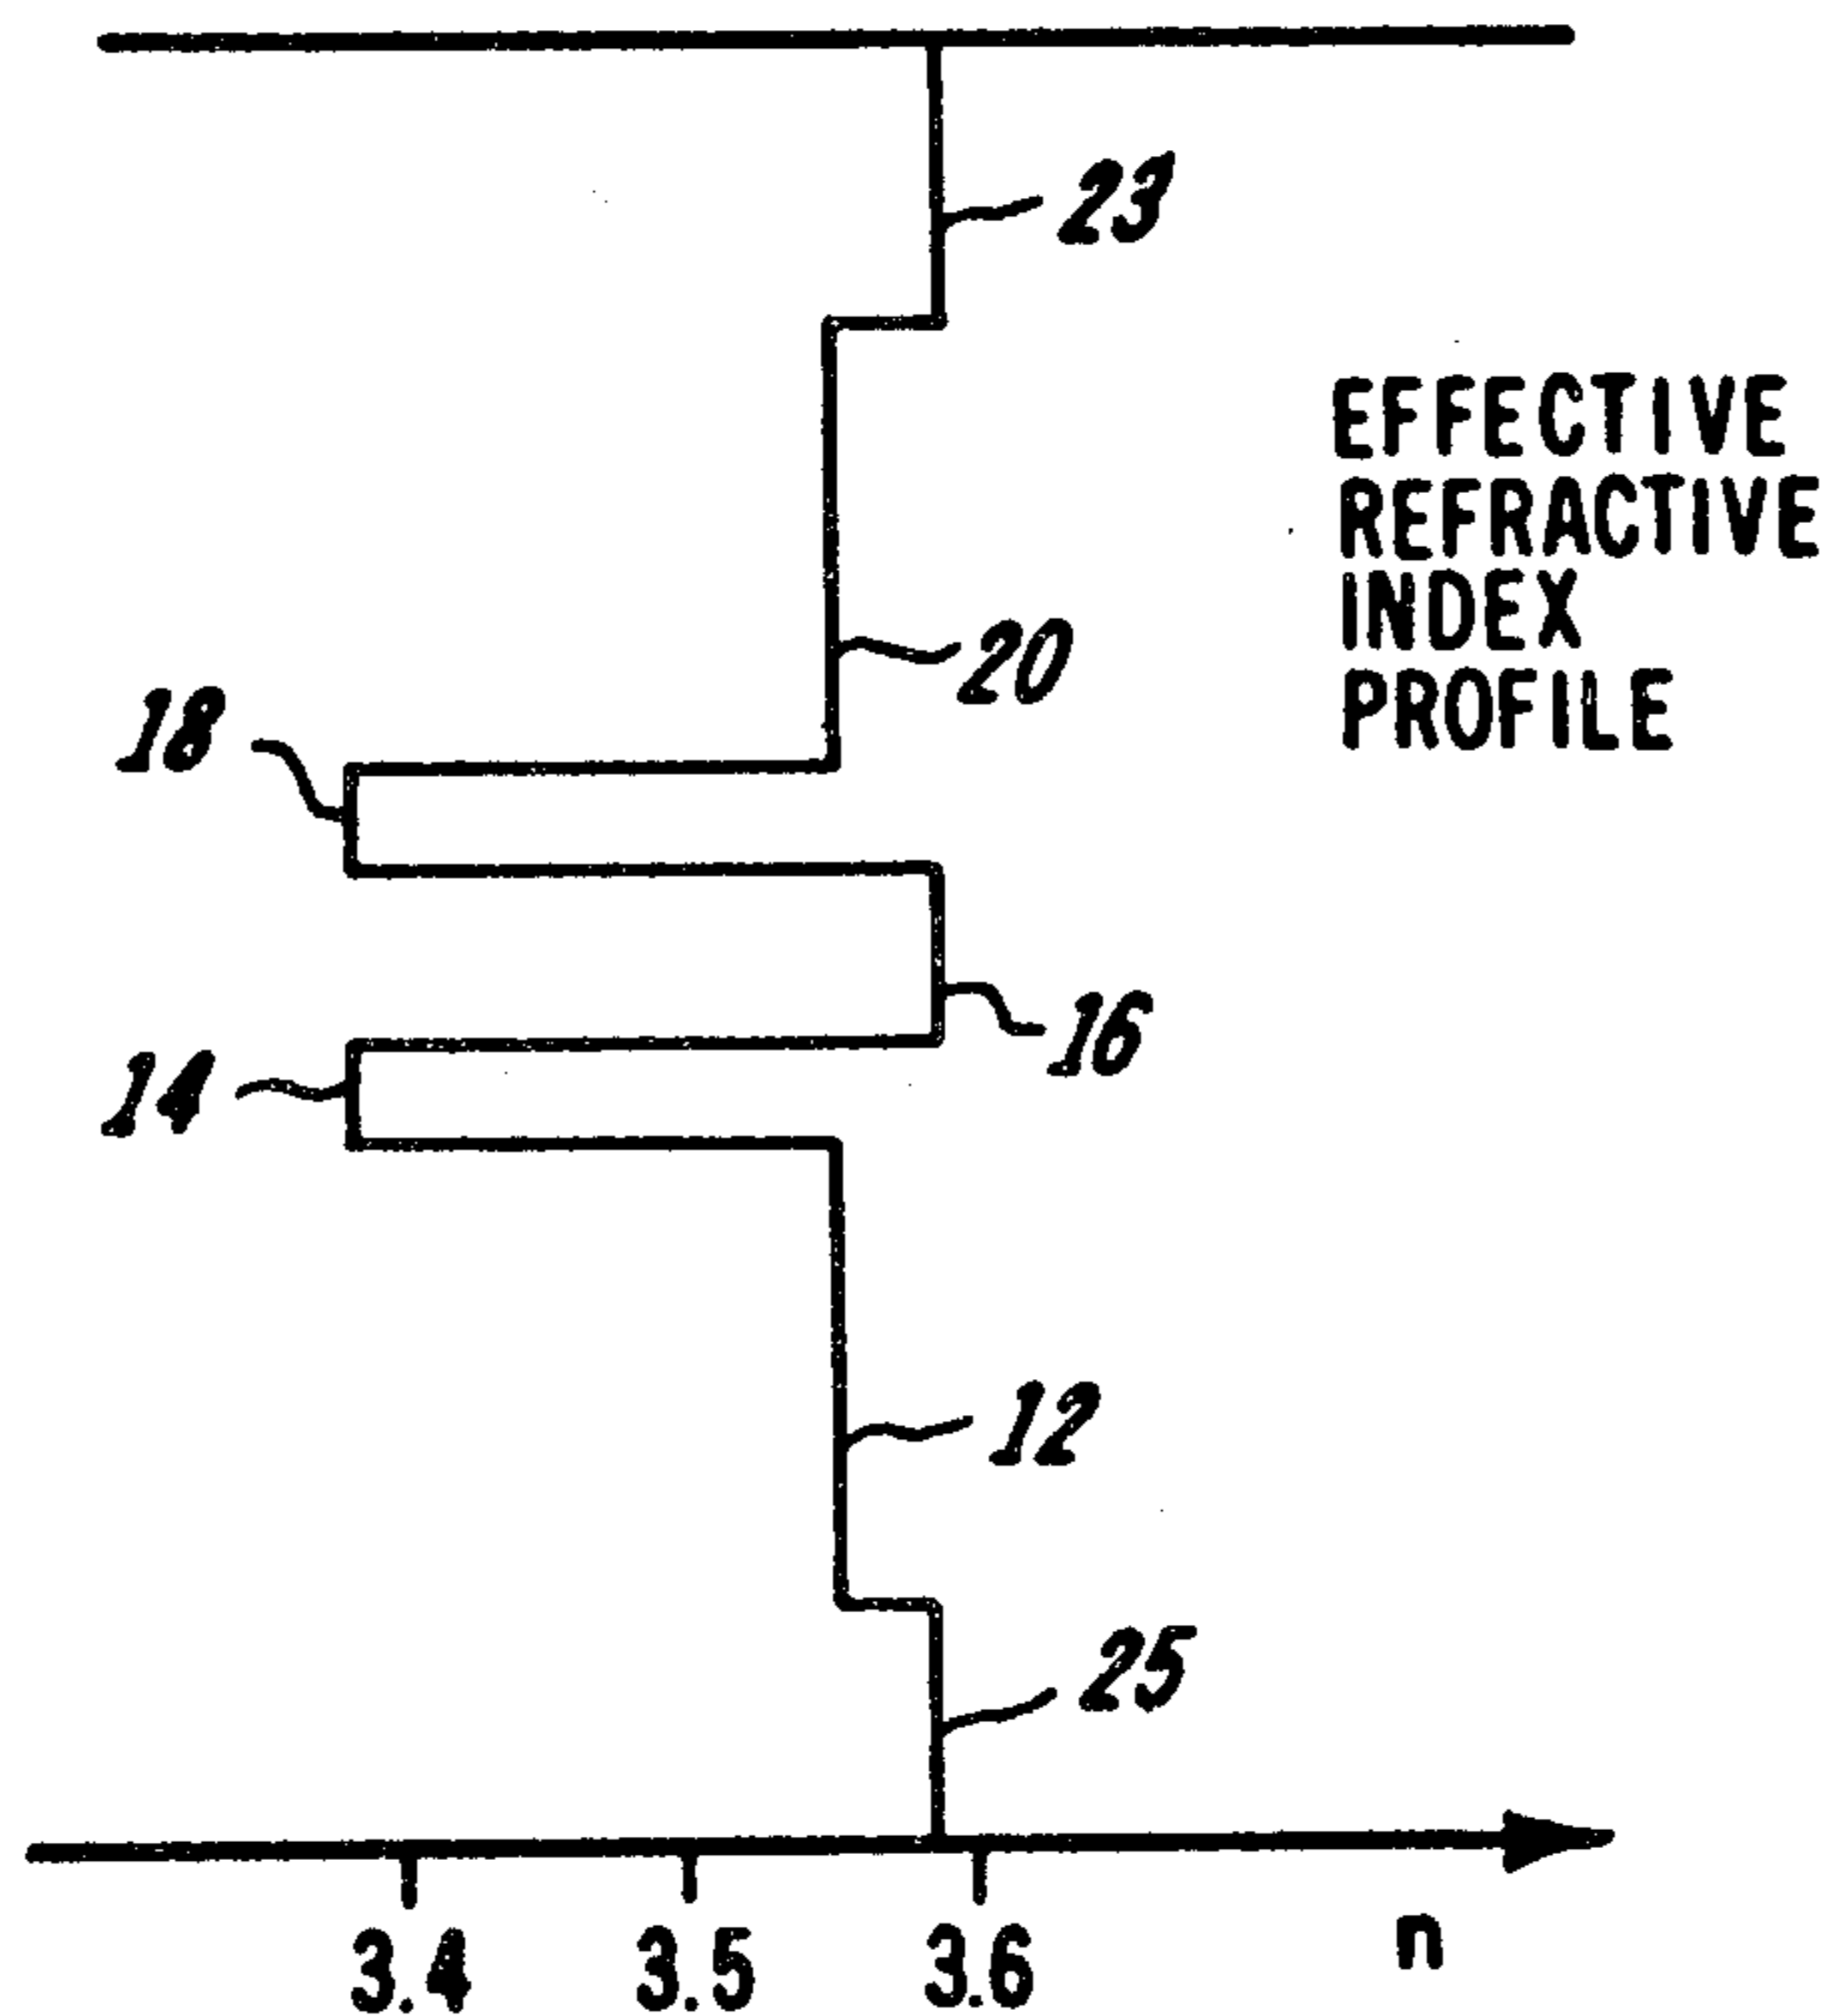 23
EFFECTIVE
REFRACTIVE
INDEX
PROFILE
20
18
16
14
12
25
3.4 3.5 3.6 n